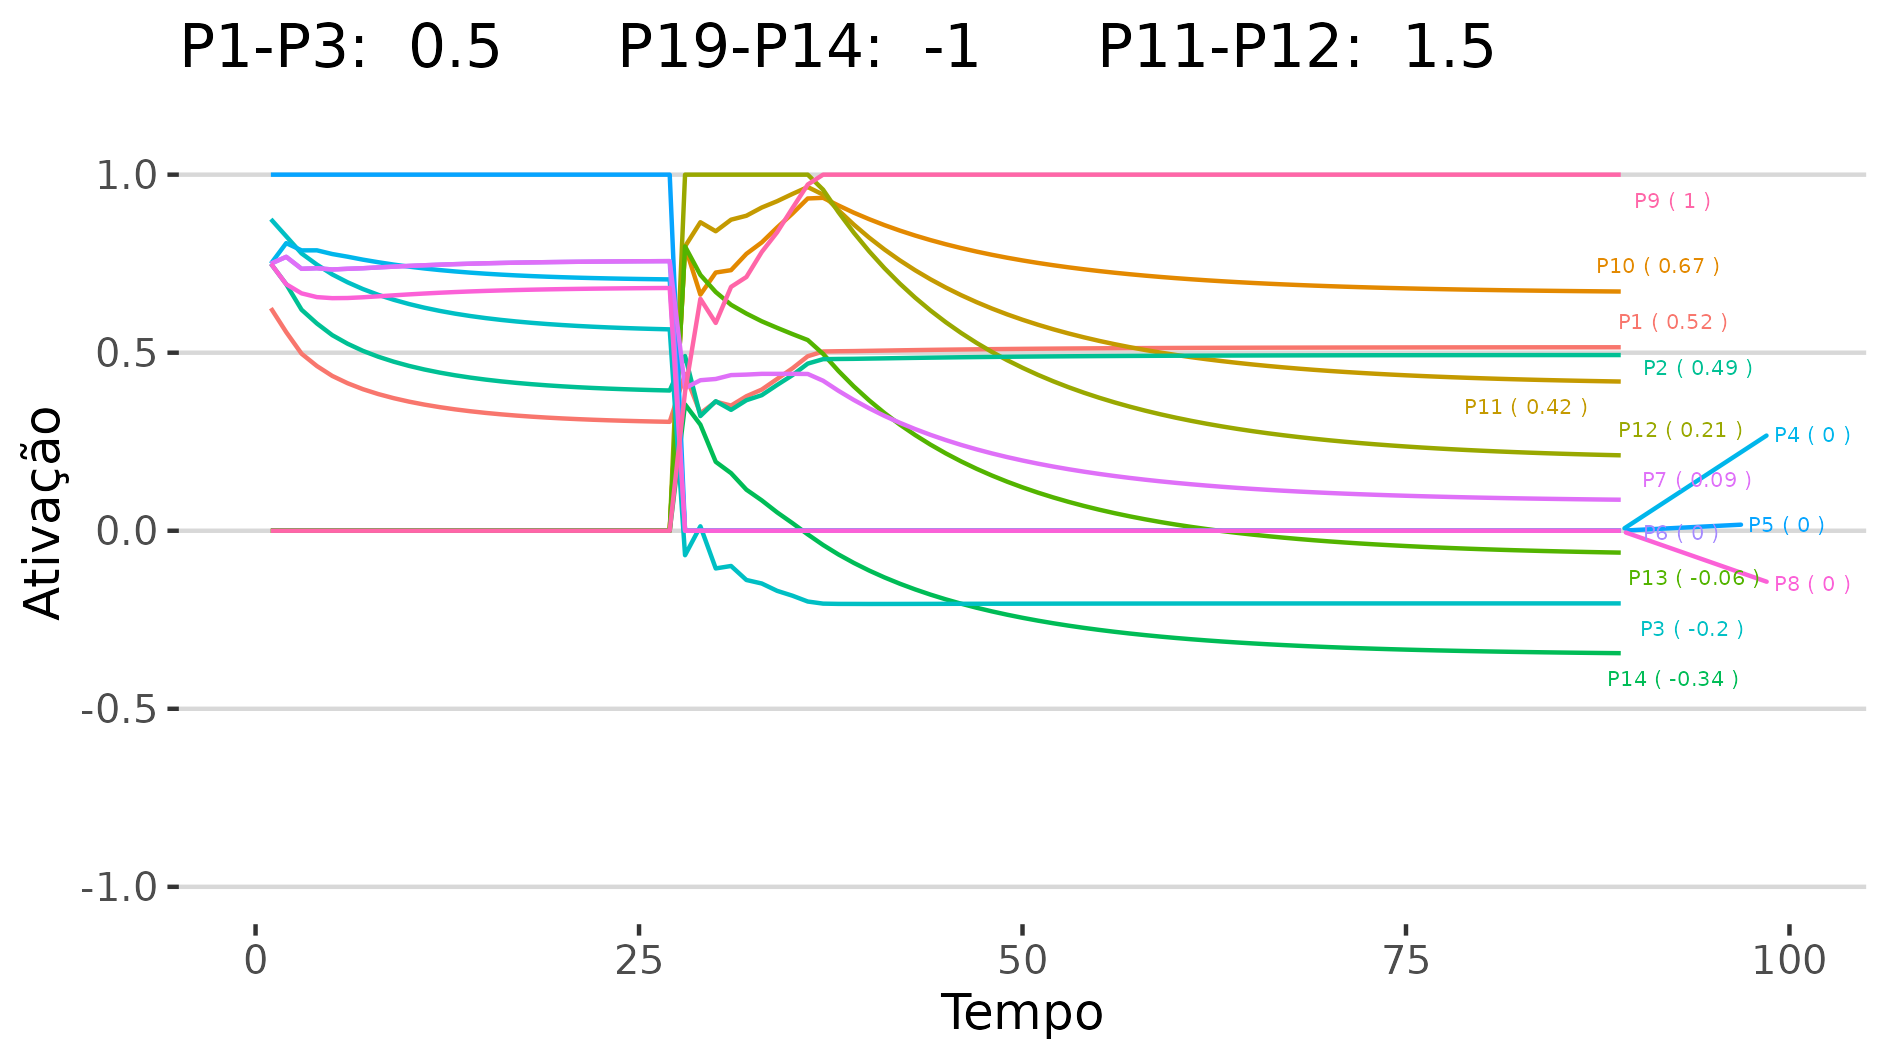 P1-P3: 0.5 P19-P14: -1 P11-P12: 1.5
1.0
0.5
0.0
-0.5
-1.0
Ativação
P9 ( 1 )
P10 ( 0.67 )
P1 ( 0.52 )
P2 ( 0.49 )
P11 ( 0.42 )
P12 ( 0.21 )
P4 ( 0 )
P7 ( 0.09 )
P5 ( 0 )
P6 ( 0 )
P13 ( -0.06 )
P8 ( 0 )
P3 ( -0.2 )
P14 ( -0.34 )
0 25 50 75 100
Tempo